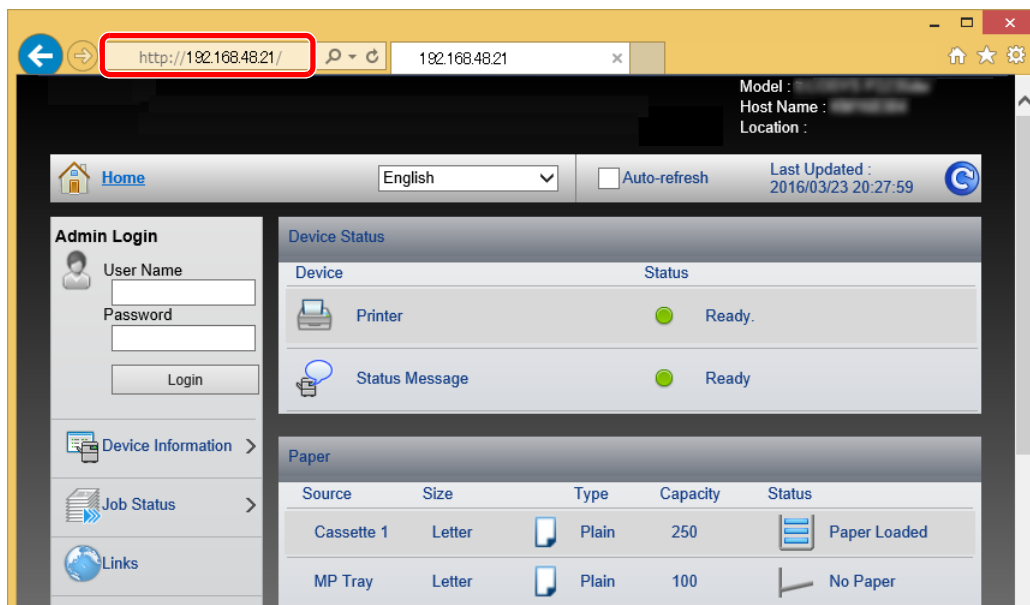 http://192.168.48.21/
192.168.48.21
Model :
Host Name :
Location :
Home
English
Auto-refresh
Last Updated :
2016/03/23 20:27:59
Admin Login
User Name
Password
Login
Device Information
Job Status
Links
Device Status
Device Status
Printer Ready.
Status Message Ready
Paper
Source Size Type Capacity Status
Cassette 1 Letter Plain 250 Paper Loaded
MP Tray Letter Plain 100 No Paper